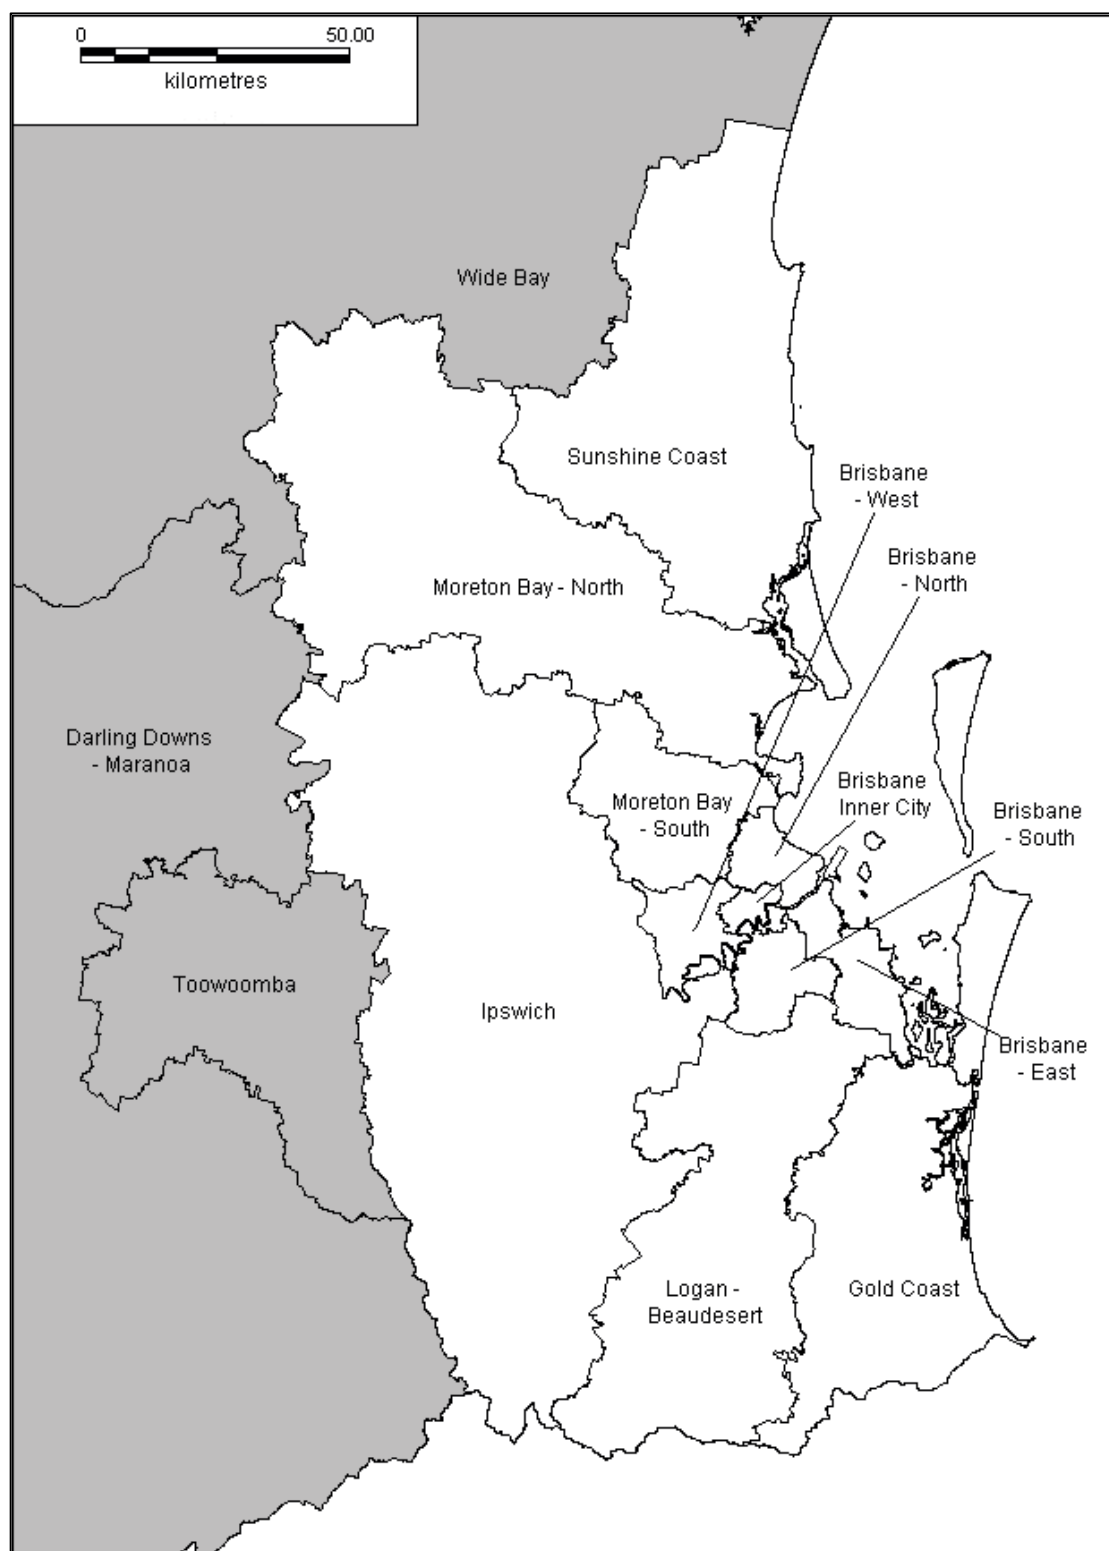 0 50.00
kilometres
Wide Bay
Sunshine Coast
Brisbane
- West
Brisbane
- North
Moreton Bay - North
Darling Downs
- Maranoa
Moreton Bay
- South
Brisbane
Inner City
Brisbane
- South
Toowoomba
Ipswich
Brisbane
- East
Logan -
Beaudesert
Gold Coast